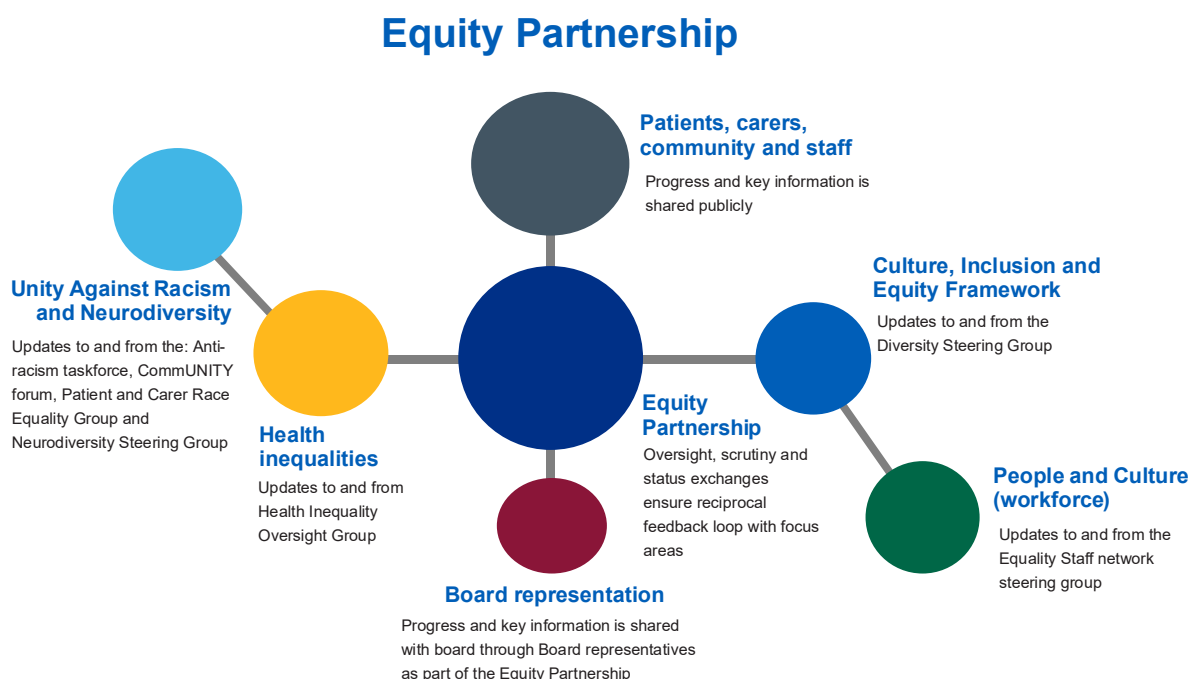 Equity Partnership
Patients, carers,
community and staff
Progress and key information is
shared publicly
Unity Against Racism
and Neurodiversity
Updates to and from the: Anti-
racism taskforce, CommUNITY
forum, Patient and Carer Race
Equality Group and
Neurodiversity Steering Group
Health
inequalities
Updates to and from
Health Inequality
Oversight Group
Culture, Inclusion and
Equity Framework
Updates to and from the
Diversity Steering Group
Equity
Partnership
Oversight, scrutiny and
status exchanges
ensure reciprocal
feedback loop with focus
areas
People and Culture
(workforce)
Updates to and from the
Equality Staff network
steering group
Board representation
Progress and key information is shared
with board through Board representatives
as part of the Equity Partnership